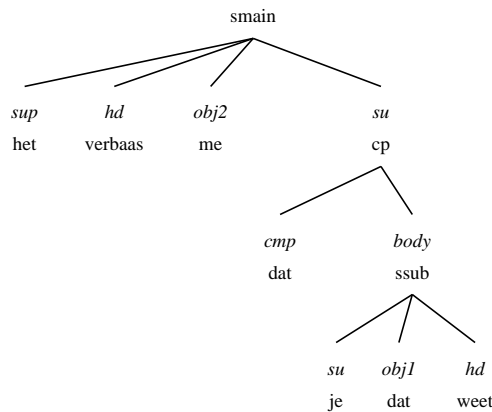 smain
sup hd obj2 su
het verbaas me cp
cmp body
dat ssub
su obj1 hd
je dat weet